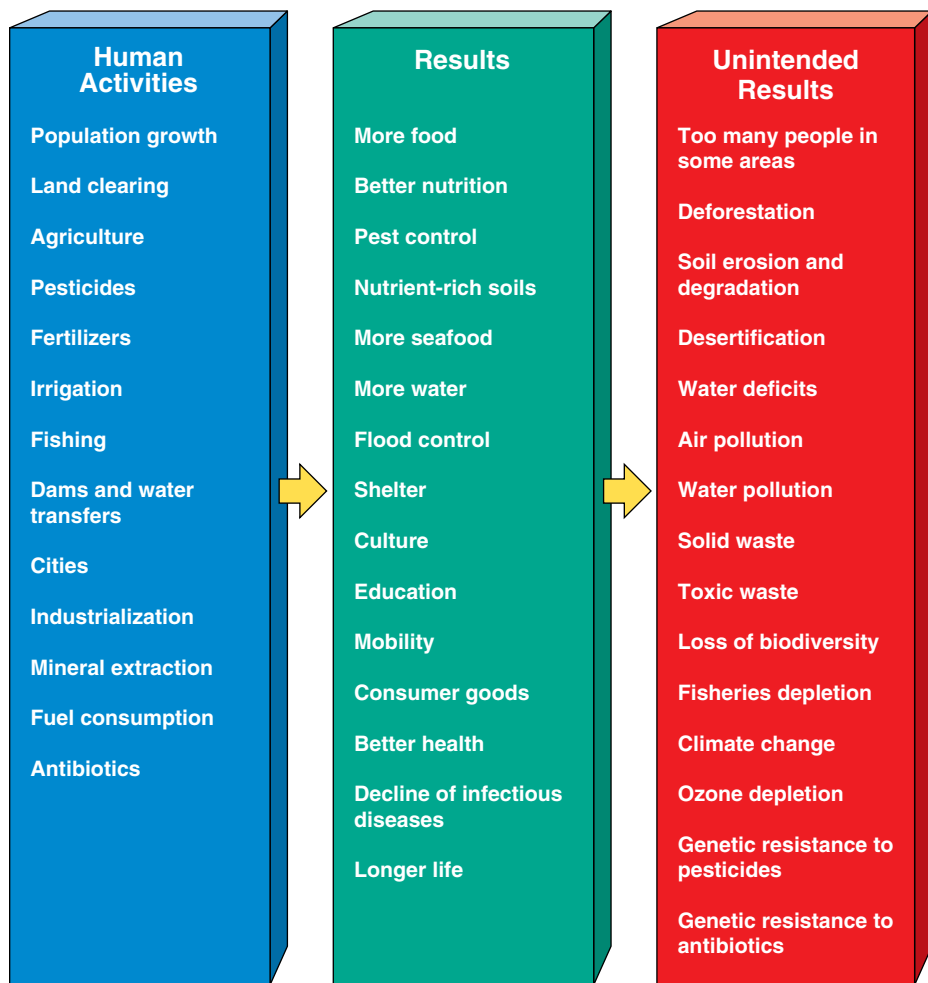 Human
Activities
Population growth
Land clearing
Agriculture
Pesticides
Fertilizers
Irrigation
Fishing
Dams and water
transfers
Cities
Industrialization
Mineral extraction
Fuel consumption
Antibiotics
Results
More food
Better nutrition
Pest control
Nutrient-rich soils
More seafood
More water
Flood control
Shelter
Culture
Education
Mobility
Consumer goods
Better health
Decline of infectious
diseases
Longer life
Unintended
Results
Too many people in
some areas
Deforestation
Soil erosion and
degradation
Desertification
Water deficits
Air pollution
Water pollution
Solid waste
Toxic waste
Loss of biodiversity
Fisheries depletion
Climate change
Ozone depletion
Genetic resistance to
pesticides
Genetic resistance to
antibiotics